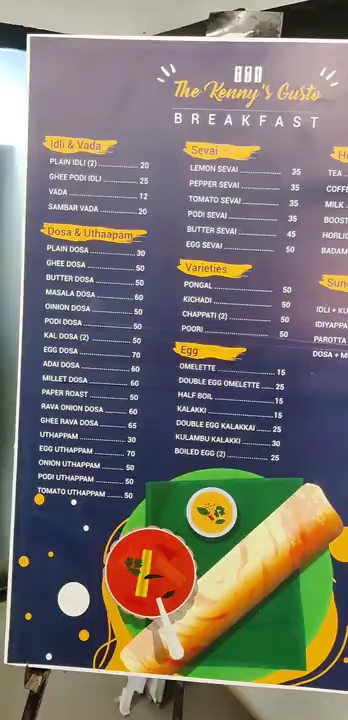 The Kenny's Gusto
BREAKFAST
Idli & Vada
PLAIN IDLI (2) 20
GHEE PODI IDLI 25
VADA 12
SAMBAR VADA 20
Dosa & Uthaapam
PLAIN DOSA 30
GHEE DOSA 50
BUTTER DOSA 50
MASALA DOSA 60
OINION DOSA 50
PODI DOSA 50
KAL DOSA (2) 50
EGG DOSA 70
ADAI DOSA 60
MILLET DOSA 60
PAPER ROAST 50
RAVA ONION DOSA 60
GHEE RAVA DOSA 65
UTHAPPAM 30
EGG UTHAPPAM 70
ONION UTHAPPAM 50
PODI UTHAPPAM 50
TOMATO UTHAPPAM 50
Sevai
LEMON SEVAI 35
PEPPER SEVAI 35
TOMATO SEVAI 35
PODI SEVAI 35
BUTTER SEVAI 45
EGG SEVAI 50
Varieties
PONGAL 50
KICHADI 50
CHAPPATI (2) 50
POORI 50
Egg
OMELETTE 15
DOUBLE EGG OMELETTE 25
HALF BOIL 15
KALAKKI 15
DOUBLE EGG KALAKKAI 25
KULAMBU KALAKKI 30
BOILED EGG (2) 25
TEA
COFFE
MILK
BOOST
HORLIC
BADAM
IDLI + KU
IDIYAPPA
PAROTTA
DOSA + M